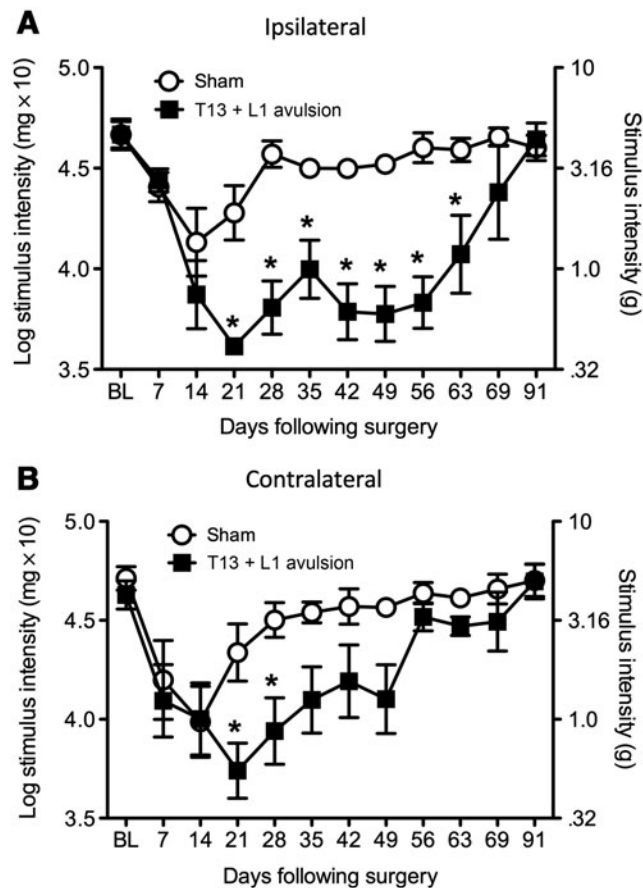 A
Ipsilateral
Sham
T13 + L1 avulsion
Log stimulus intensity (mg × 10)
5.0
4.5
4.0
3.5
*
*
*
*
*
*
*
10
3.16
1.0
.32
Stimulus intensity (g)
BL 7 14 21 28 35 42 49 56 63 69 91
Days following surgery
B
Contralateral
Sham
T13 + L1 avulsion
Log stimulus intensity (mg × 10)
5.0
4.5
4.0
3.5
*
*
10
3.16
1.0
.32
Stimulus intensity (g)
BL 7 14 21 28 35 42 49 56 63 69 91
Days following surgery